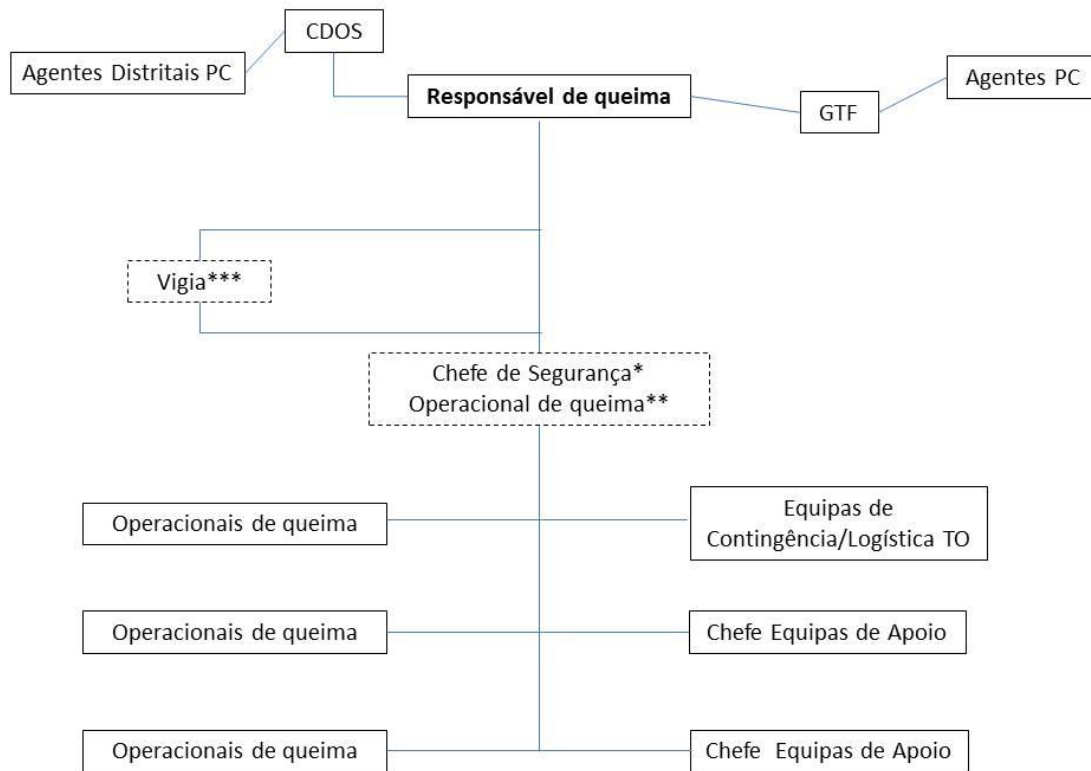 CDOS
Agentes Distritais PC
Agentes PC
Responsável de queima
GTF
Vigia***
Chefe de Segurança*
Operacional de queima**
Operacionais de queima
Equipas de
Contingência/Logística TO
Operacionais de queima
Chefe Equipas de Apoio
Operacionais de queima
Chefe Equipas de Apoio